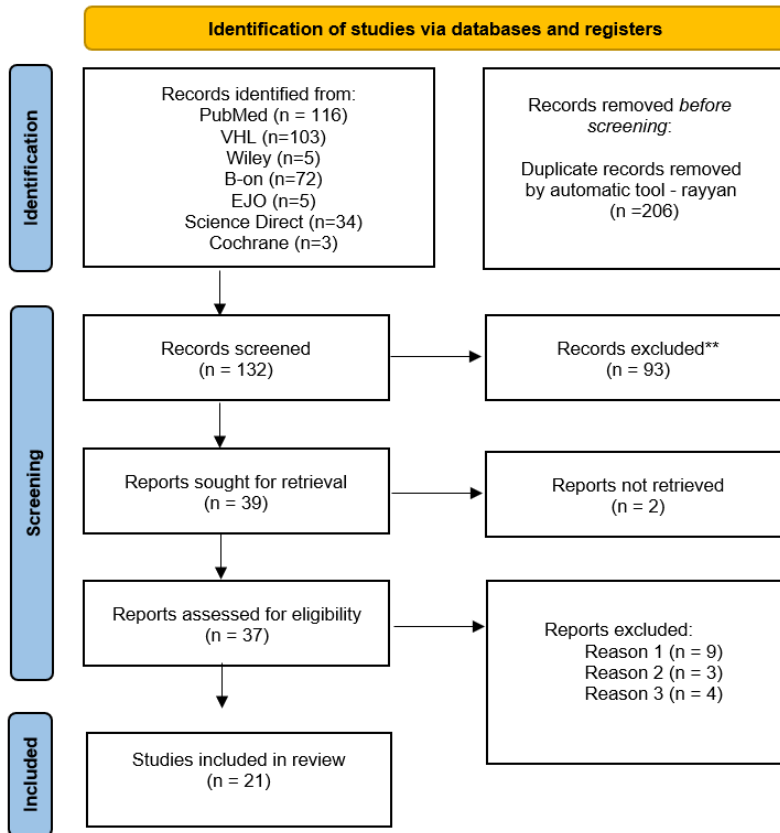 Identification of studies via databases and registers
Identification
Records identified from:
PubMed (n = 116)
VHL (n=103)
Wiley (n=5)
B-on (n=72)
EJO (n=5)
Science Direct (n=34)
Cochrane (n=3)
Records removed before
screening:
Duplicate records removed
by automatic tool - rayyan
(n =206)
Screening
Records screened
(n = 132)
Records excluded**
(n = 93)
Reports sought for retrieval
(n = 39)
Reports not retrieved
(n = 2)
Reports assessed for eligibility
(n = 37)
Reports excluded:
Reason 1 (n = 9)
Reason 2 (n = 3)
Reason 3 (n = 4)
Included
Studies included in review
(n = 21)